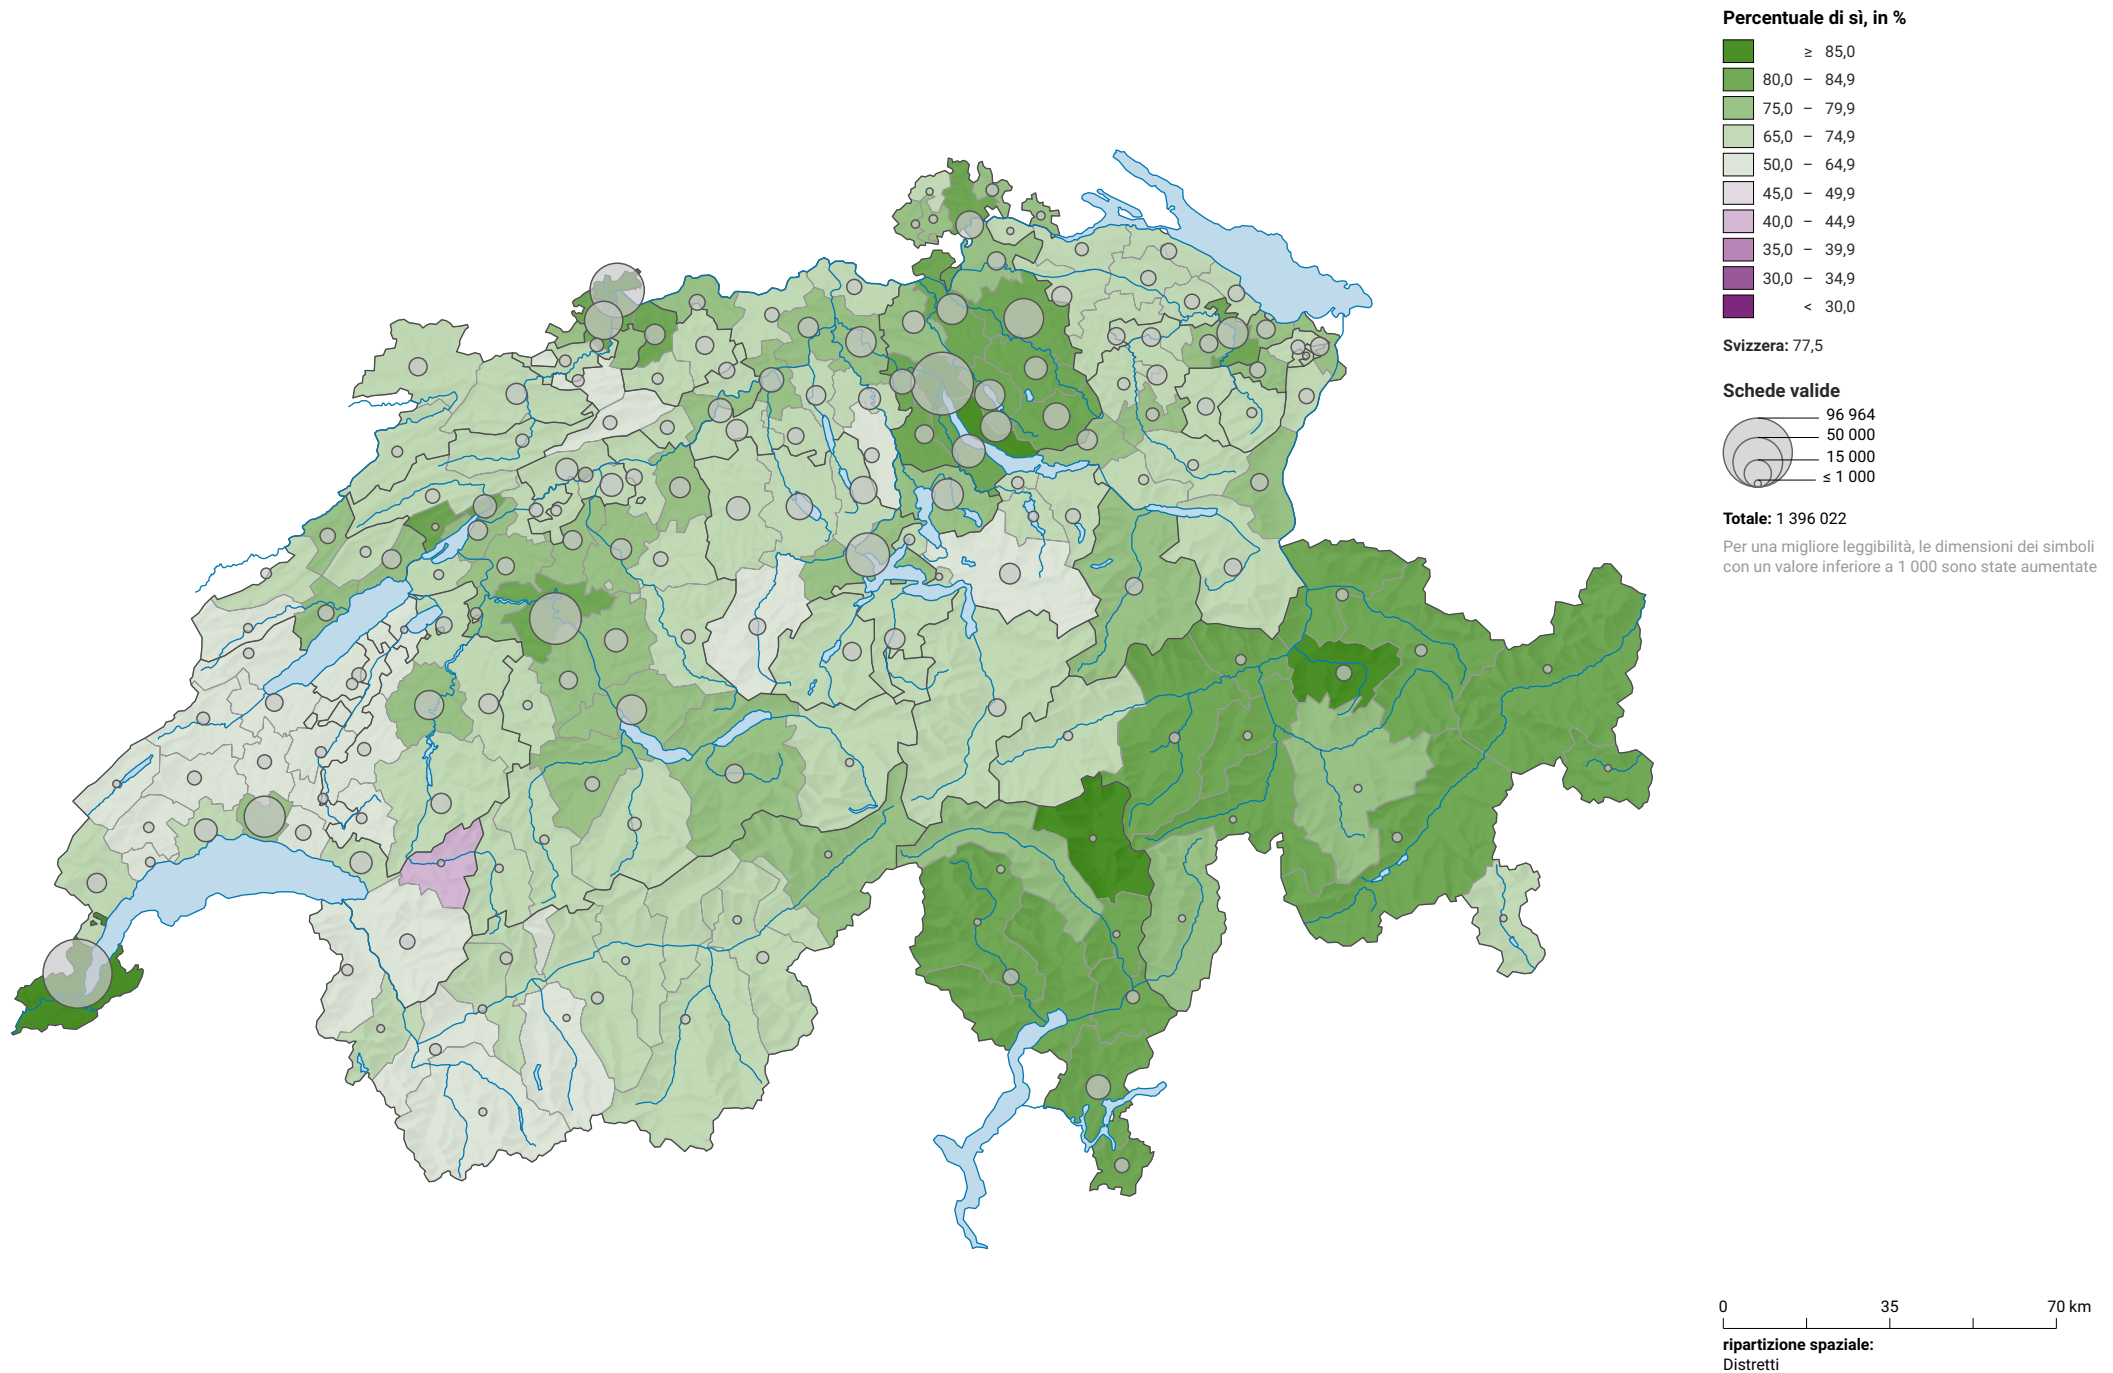 Percentuale di sì, in %
≥ 85,0
80,0 – 84,9
75,0 – 79,9
65,0 – 74,9
50,0 – 64,9
45,0 – 49,9
40,0 – 44,9
35,0 – 39,9
30,0 – 34,9
< 30,0
Svizzera: 77,5
Schede valide
96 964
50 000
15 000
≤ 1 000
Totale: 1 396 022
Per una migliore leggibilità, le dimensioni dei simboli
con un valore inferiore a 1 000 sono state aumentate
0 35 70 km
ripartizione spaziale:
Distretti